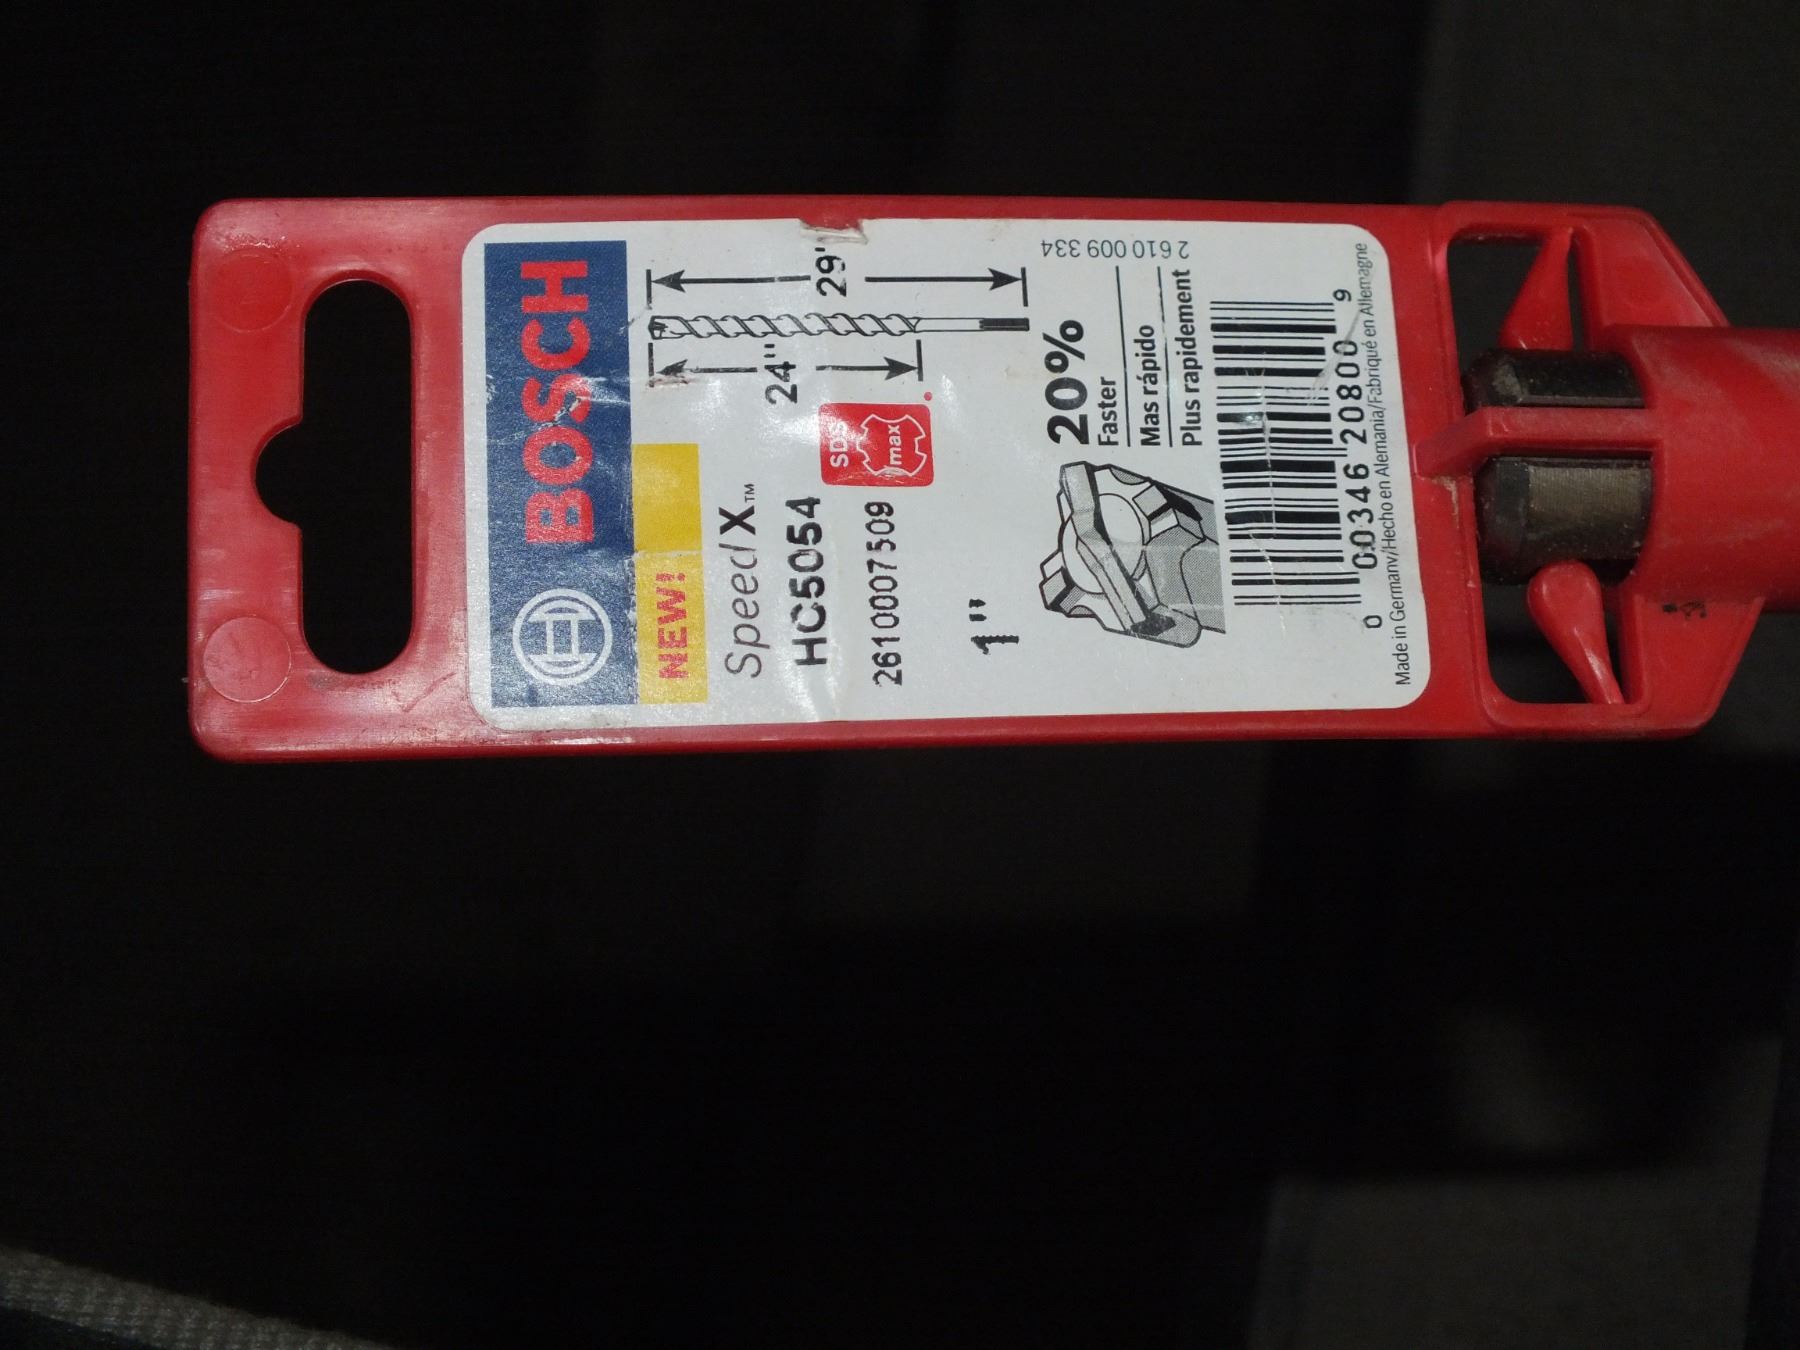 BOSCH
NEW!
Speed X™
HC5054
2610007509
1"
29"
24"
SDS
max
20%
Faster
Mas rápido
Plus rapidement
2 610 009 334
0 00346 20800 9
Made in Germany/Hecho en Alemania/Fabriqué en Allemagne